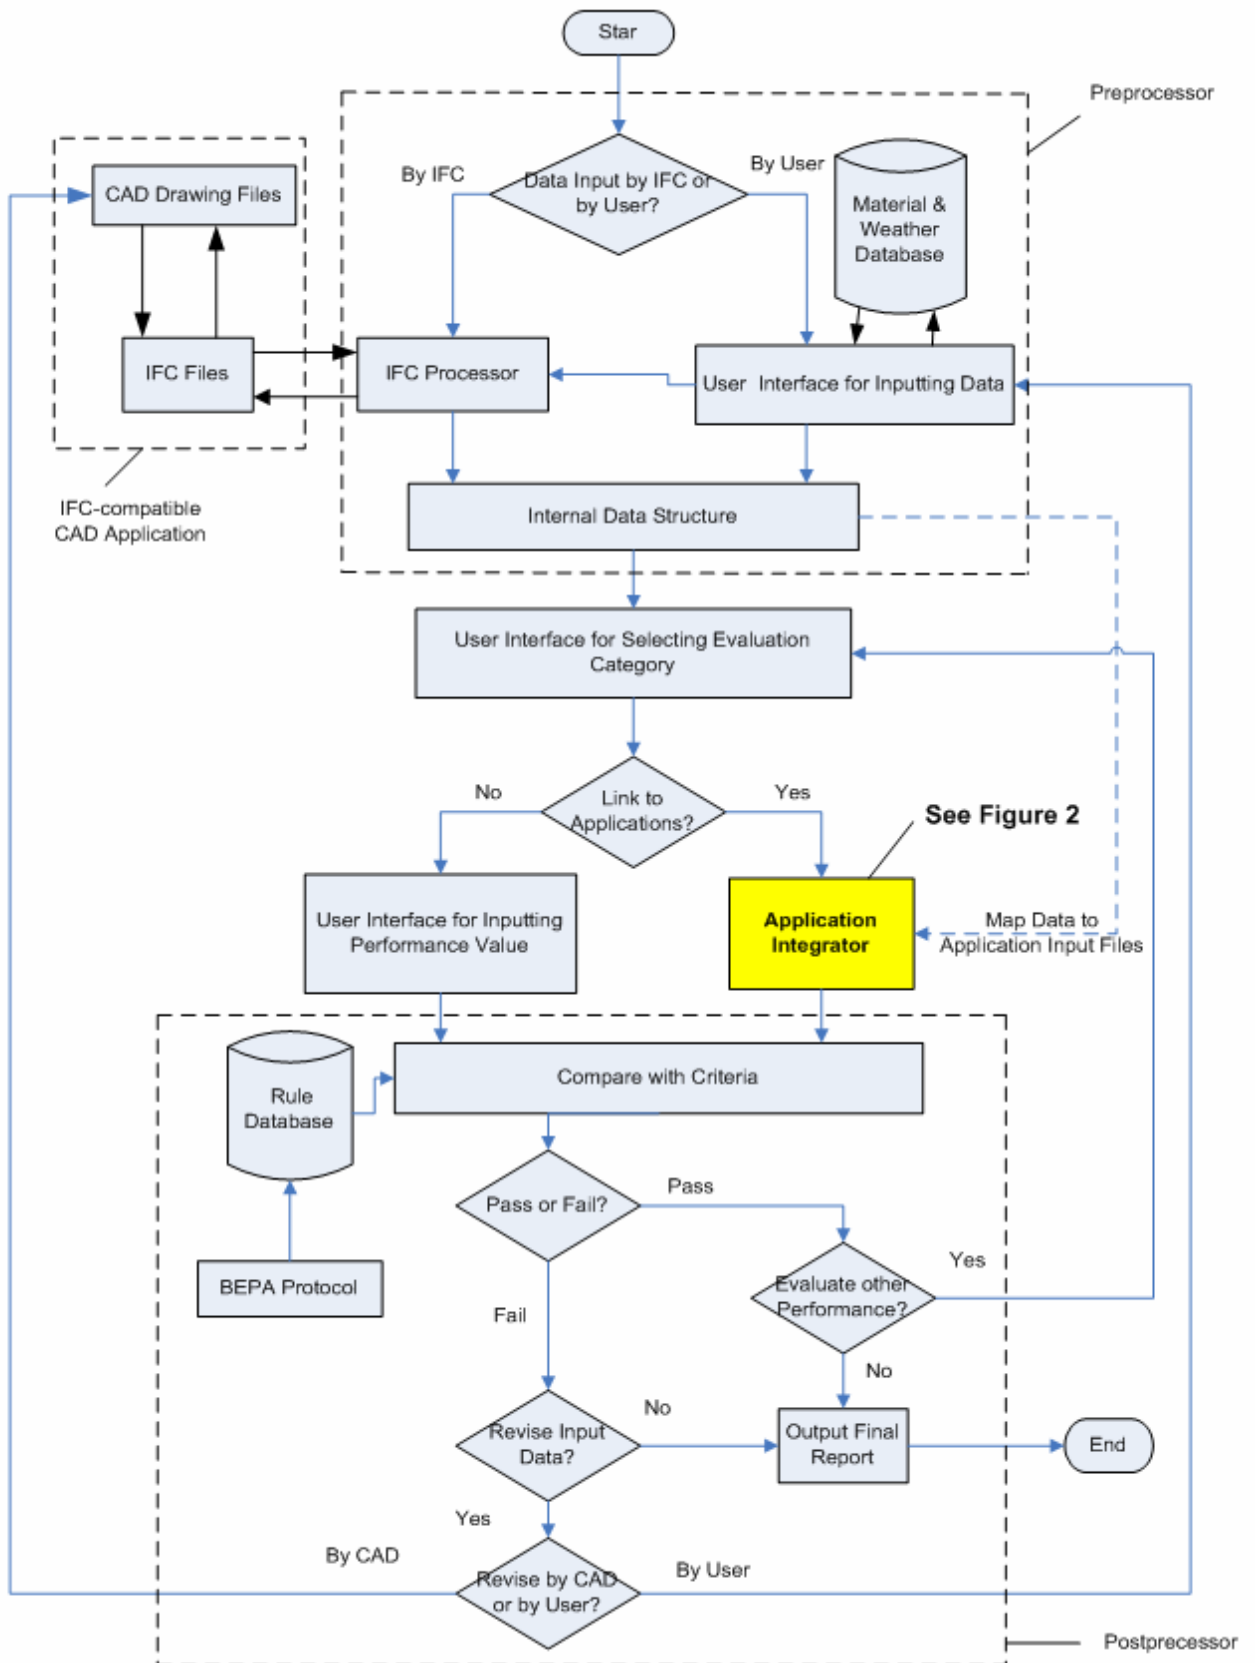 Star
Preprocessor
By IFC
By User
Data Input by IFC or
by User?
CAD Drawing Files
Material &
Weather
Database
IFC Files
IFC Processor
User Interface for Inputting Data
IFC-compatible
CAD Application
Internal Data Structure
User Interface for Selecting Evaluation
Category
No
Yes
Link to
Applications?
See Figure 2
User Interface for Inputting
Performance Value
Application
Integrator
Map Data to
Application Input Files
Rule
Database
Compare with Criteria
Pass or Fail?
Pass
BEPA Protocol
Evaluate other
Performance?
Yes
Fail
No
Revise Input
Data?
No
Output Final
Report
End
Yes
By CAD
By User
Revise by CAD
or by User?
Postprecessor